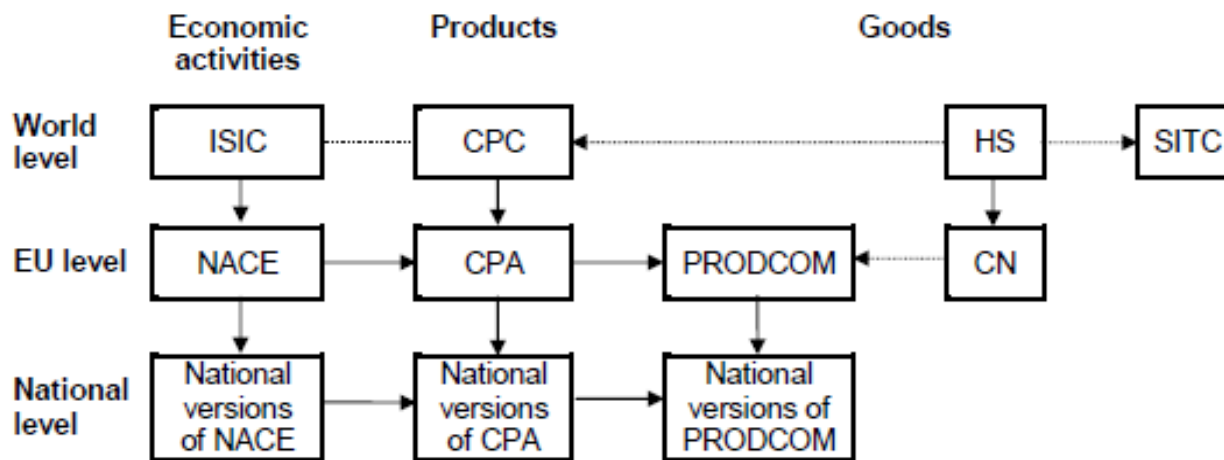 Economic
activities
Products
Goods
World
level
ISIC
CPC
HS
SITC
EU level
NACE
CPA
PRODCOM
CN
National
level
National
versions
of NACE
National
versions
of CPA
National
versions of
PRODCOM